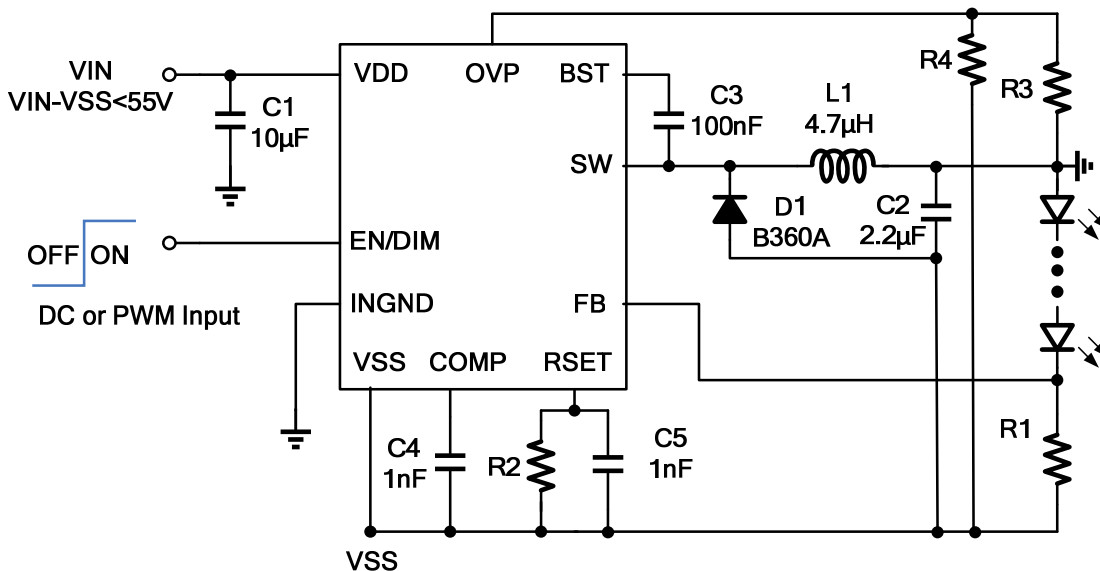 VIN
VIN-VSS<55V
C1
10µF
OFF ON
DC or PWM Input
VDD
OVP
BST
SW
EN/DIM
INGND
FB
VSS
COMP
RSET
C3
100nF
L1
4.7µH
D1
B360A
C2
2.2µF
R4
R3
R1
C4
1nF
R2
C5
1nF
VSS